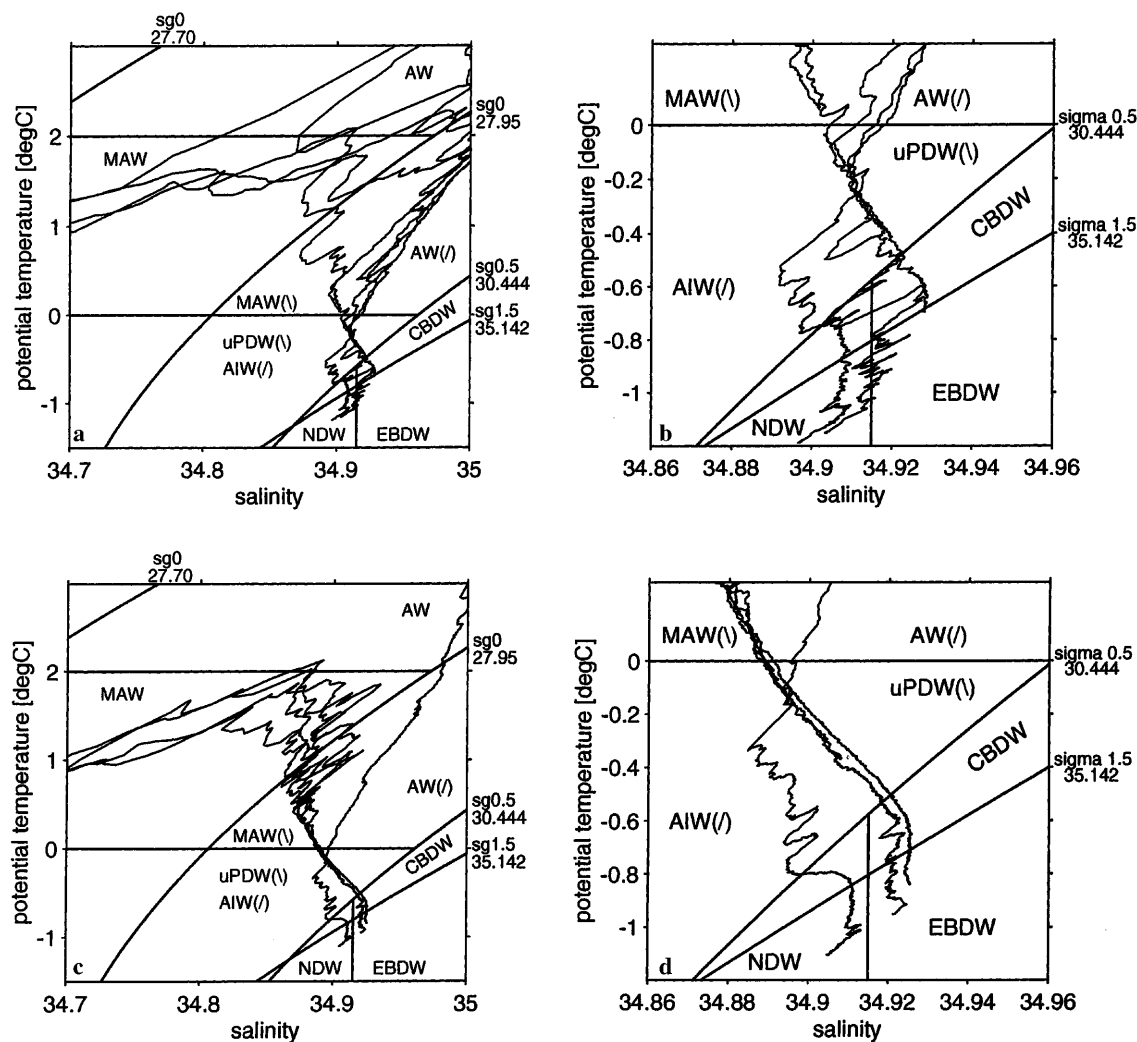 sg0
27.70
AW
sg0
27.95
MAW
AW(/)
sg0.5
30.444
MAW(\)
CBDW
sg1.5
35.142
uPDW(\)
AIW(/)
NDW
EBDW
a
2
1
0
-1
34.7
34.8
34.9
35
salinity
potential temperature [degC]
MAW(\)
AW(/)
sigma 0.5
30.444
uPDW(\)
CBDW
sigma 1.5
35.142
AIW(/)
EBDW
NDW
b
0
-0.2
-0.4
-0.6
-0.8
-1
34.86
34.88
34.9
34.92
34.94
34.96
salinity
potential temperature [degC]
sg0
27.70
AW
sg0
27.95
MAW
AW(/)
sg0.5
30.444
MAW(\)
CBDW
sg1.5
35.142
uPDW(\)
AIW(/)
NDW
EBDW
c
2
1
0
-1
34.7
34.8
34.9
35
salinity
potential temperature [degC]
MAW(\)
AW(/)
sigma 0.5
30.444
uPDW(\)
CBDW
sigma 1.5
35.142
AIW(/)
EBDW
NDW
d
0
-0.2
-0.4
-0.6
-0.8
-1
34.86
34.88
34.9
34.92
34.94
34.96
salinity
potential temperature [degC]